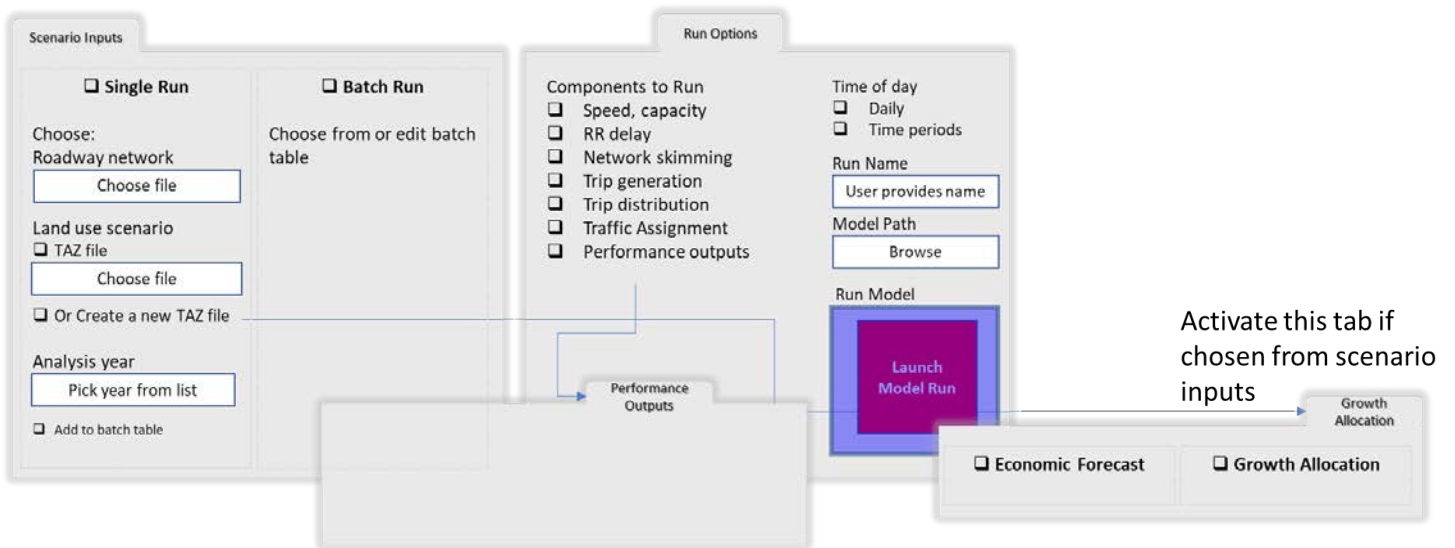 Scenario Inputs
Single Run
Choose:
Roadway network
Choose file
Land use scenario
TAZ file
Choose file
Or Create a new TAZ file
Analysis year
Pick year from list
Add to batch table
Batch Run
Choose from or edit batch
table
Run Options
Components to Run
Speed, capacity
RR delay
Network skimming
Trip generation
Trip distribution
Traffic Assignment
Performance outputs
Time of day
Daily
Time periods
Run Name
User provides name
Model Path
Browse
Run Model
Launch
Model Run
Performance
Outputs
Activate this tab if
chosen from scenario
inputs
Growth
Allocation
Economic Forecast
Growth Allocation